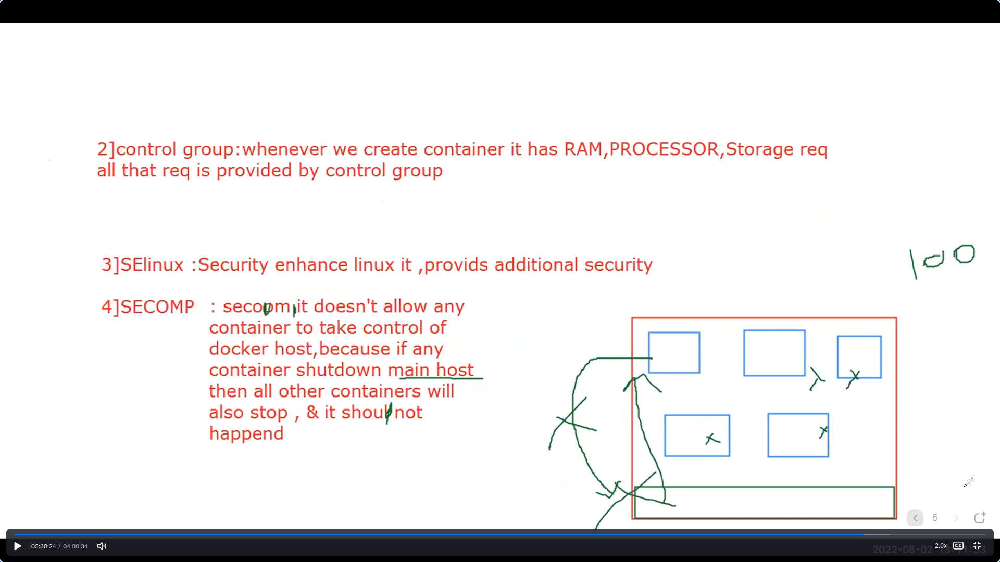 2]control group:whenever we create container it has RAM,PROCESSOR,Storage req
all that req is provided by control group
3]SElinux :Security enhance linux it ,provids additional security
100
4]SECOMP : secopm,it doesn't allow any
container to take control of
docker host,because if any
container shutdown main host
then all other containers will
also stop , & it shoul not
happend
5
03:30:24 / 04:00:34
2.0x
CC
2022-08-02